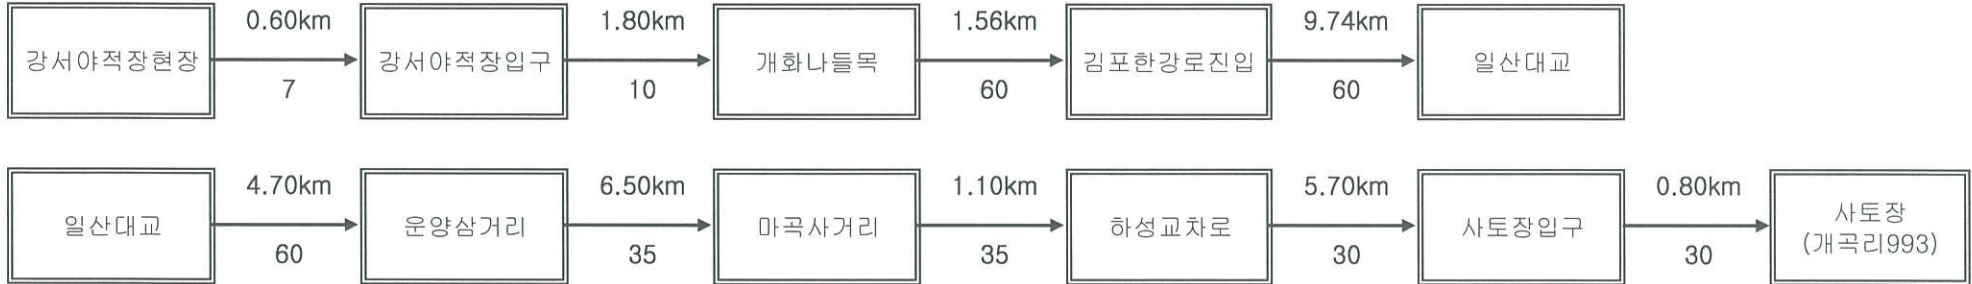 0.60km 1.80km 1.56km 9.74km
강서야적장현장 강서야적장입구 개화나들목 김포한강로진입 일산대교
7 10 60 60
4.70km 6.50km 1.10km 5.70km 0.80km
일산대교 운양삼거리 마곡사거리 하성교차로 사토장입구 사토장
(개곡리993)
60 35 35 30 30